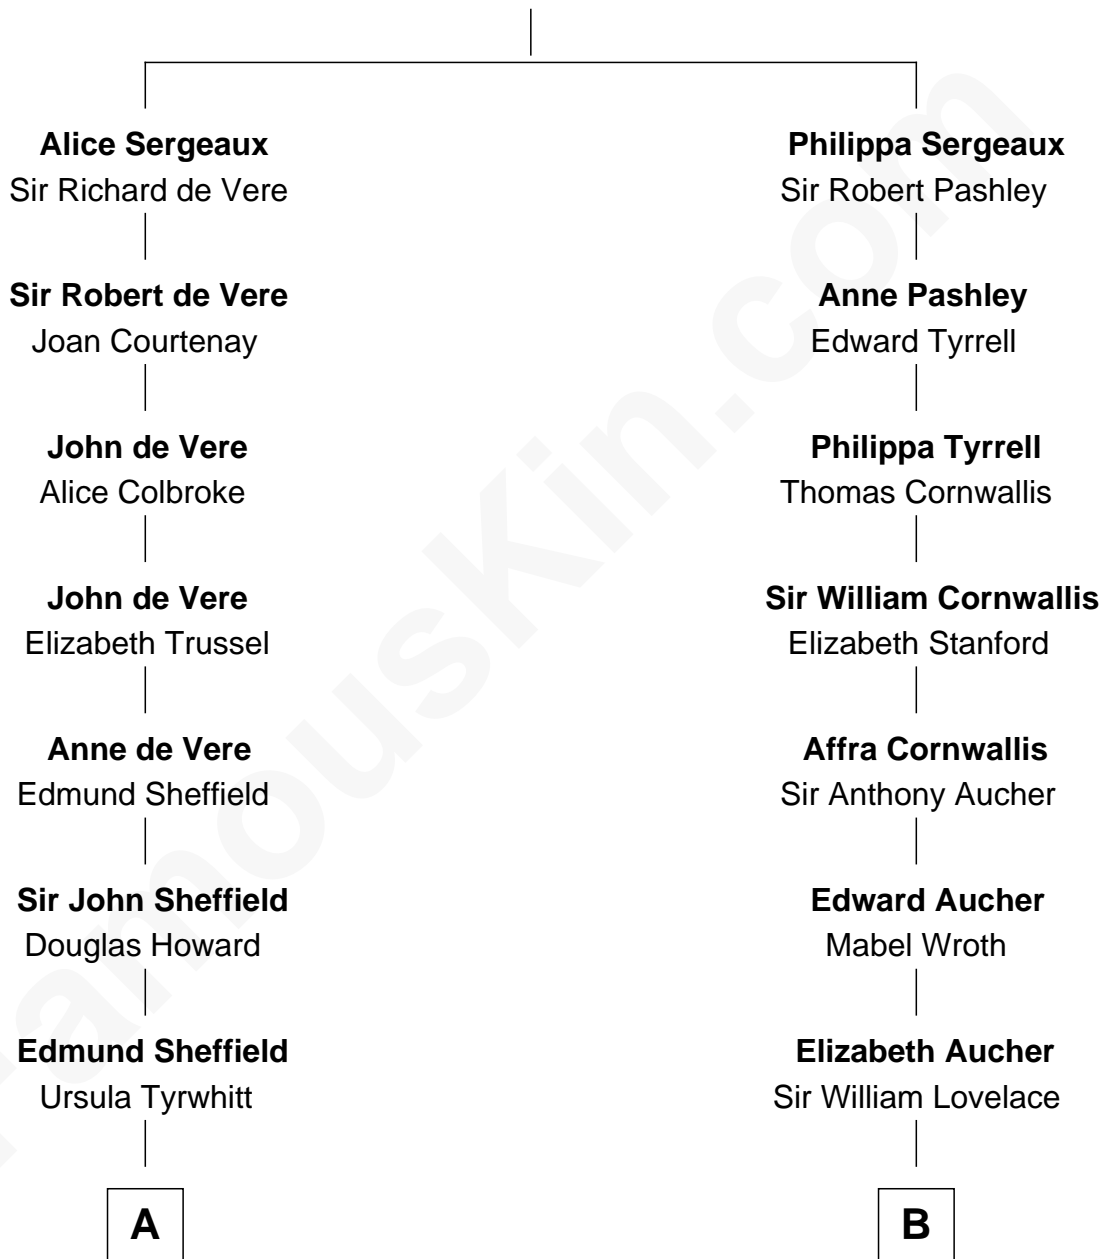 Alice Sergeaux
Sir Richard de Vere
Sir Robert de Vere
Joan Courtenay
John de Vere
Alice Colbroke
John de Vere
Elizabeth Trussel
Anne de Vere
Edmund Sheffield
Sir John Sheffield
Douglas Howard
Edmund Sheffield
Ursula Tyrwhitt
A
Philippa Sergeaux
Sir Robert Pashley
Anne Pashley
Edward Tyrrell
Philippa Tyrrell
Thomas Cornwallis
Sir William Cornwallis
Elizabeth Stanford
Affra Cornwallis
Sir Anthony Aucher
Edward Aucher
Mabel Wroth
Elizabeth Aucher
Sir William Lovelace
B
FamousKin.com